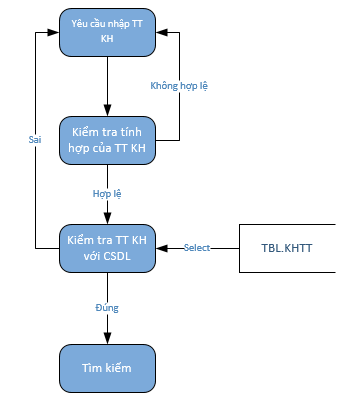 Yêu cầu nhập TT
KH
Không hợp lệ
Kiểm tra tính
hợp của TT KH
Sai
Hợp lệ
Kiểm tra TT KH
với CSDL
Select
TBL.KHTT
Đúng
Tìm kiếm